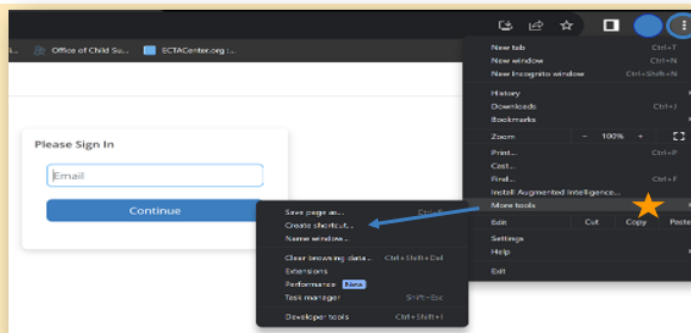 Office of Child Su... ECTACenter.org :...
New tab Ctrl+T
New window Ctrl+N
New Incognito window Ctrl+Shift+N
History
Downloads Ctrl+J
Bookmarks
Zoom - 100% +
Print... Ctrl+P
Cast...
Find... Ctrl+F
Install Augmented Intelligence...
More tools
Edit Cut Copy Paste
Settings
Help
Exit
Please Sign In
Email
Continue
Save page as... Ctrl+S
Create shortcut...
Name window...
Clear browsing data... Ctrl+Shift+Del
Extensions
Performance New
Task manager Shift+Esc
Developer tools Ctrl+Shift+I